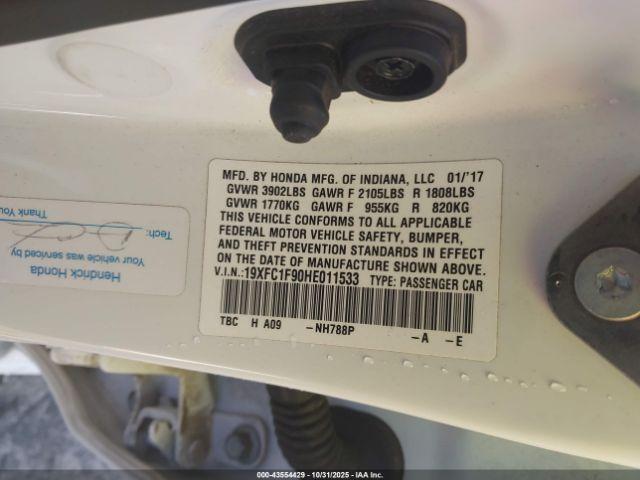 MFD. BY HONDA MFG. OF INDIANA, LLC 01/'17
GVWR 3902LBS GAWR F 2105LBS R 1808LBS
GVWR 1770KG GAWR F 955KG R 820KG
THIS VEHICLE CONFORMS TO ALL APPLICABLE
FEDERAL MOTOR VEHICLE SAFETY, BUMPER,
AND THEFT PREVENTION STANDARDS IN EFFECT
ON THE DATE OF MANUFACTURE SHOWN ABOVE.
V.I.N.:19XFC1F90HE011533 TYPE: PASSENGER CAR
TBC H A09 -NH788P -A -E
Hendrick Honda
Your vehicle was serviced by
Tech:
Thank You
#43554429 - 10/31/2025 - IAA Inc.